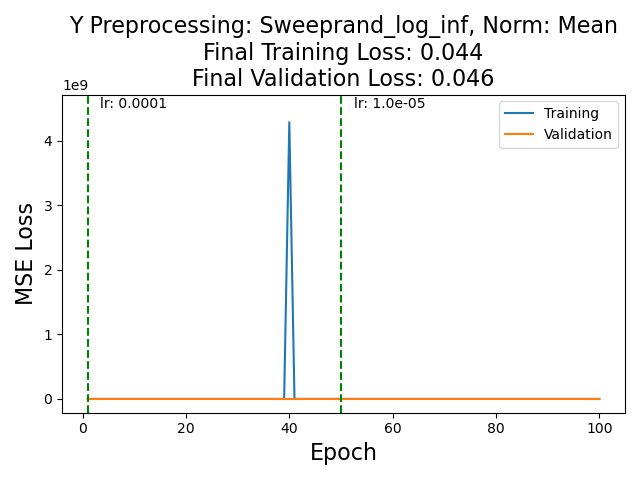 Y Preprocessing: Sweeprand_log_inf, Norm: Mean
Final Training Loss: 0.044
Final Validation Loss: 0.046
1e9
lr: 0.0001
lr: 1.0e-05
Training
Validation
4
3
2
1
0
MSE Loss
0
20
40
60
80
100
Epoch